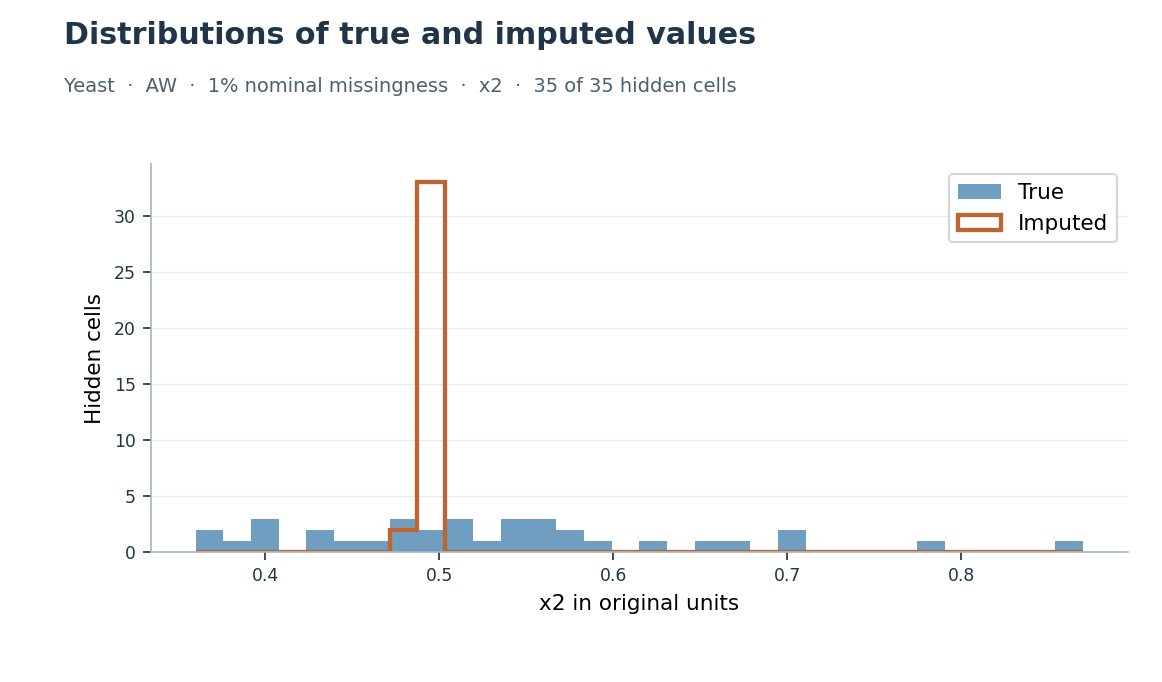 Distributions of true and imputed values
Yeast · AW · 1% nominal missingness · x2 · 35 of 35 hidden cells
True
Imputed
Hidden cells
30
25
20
15
10
5
0
0.4 0.5 0.6 0.7 0.8
x2 in original units